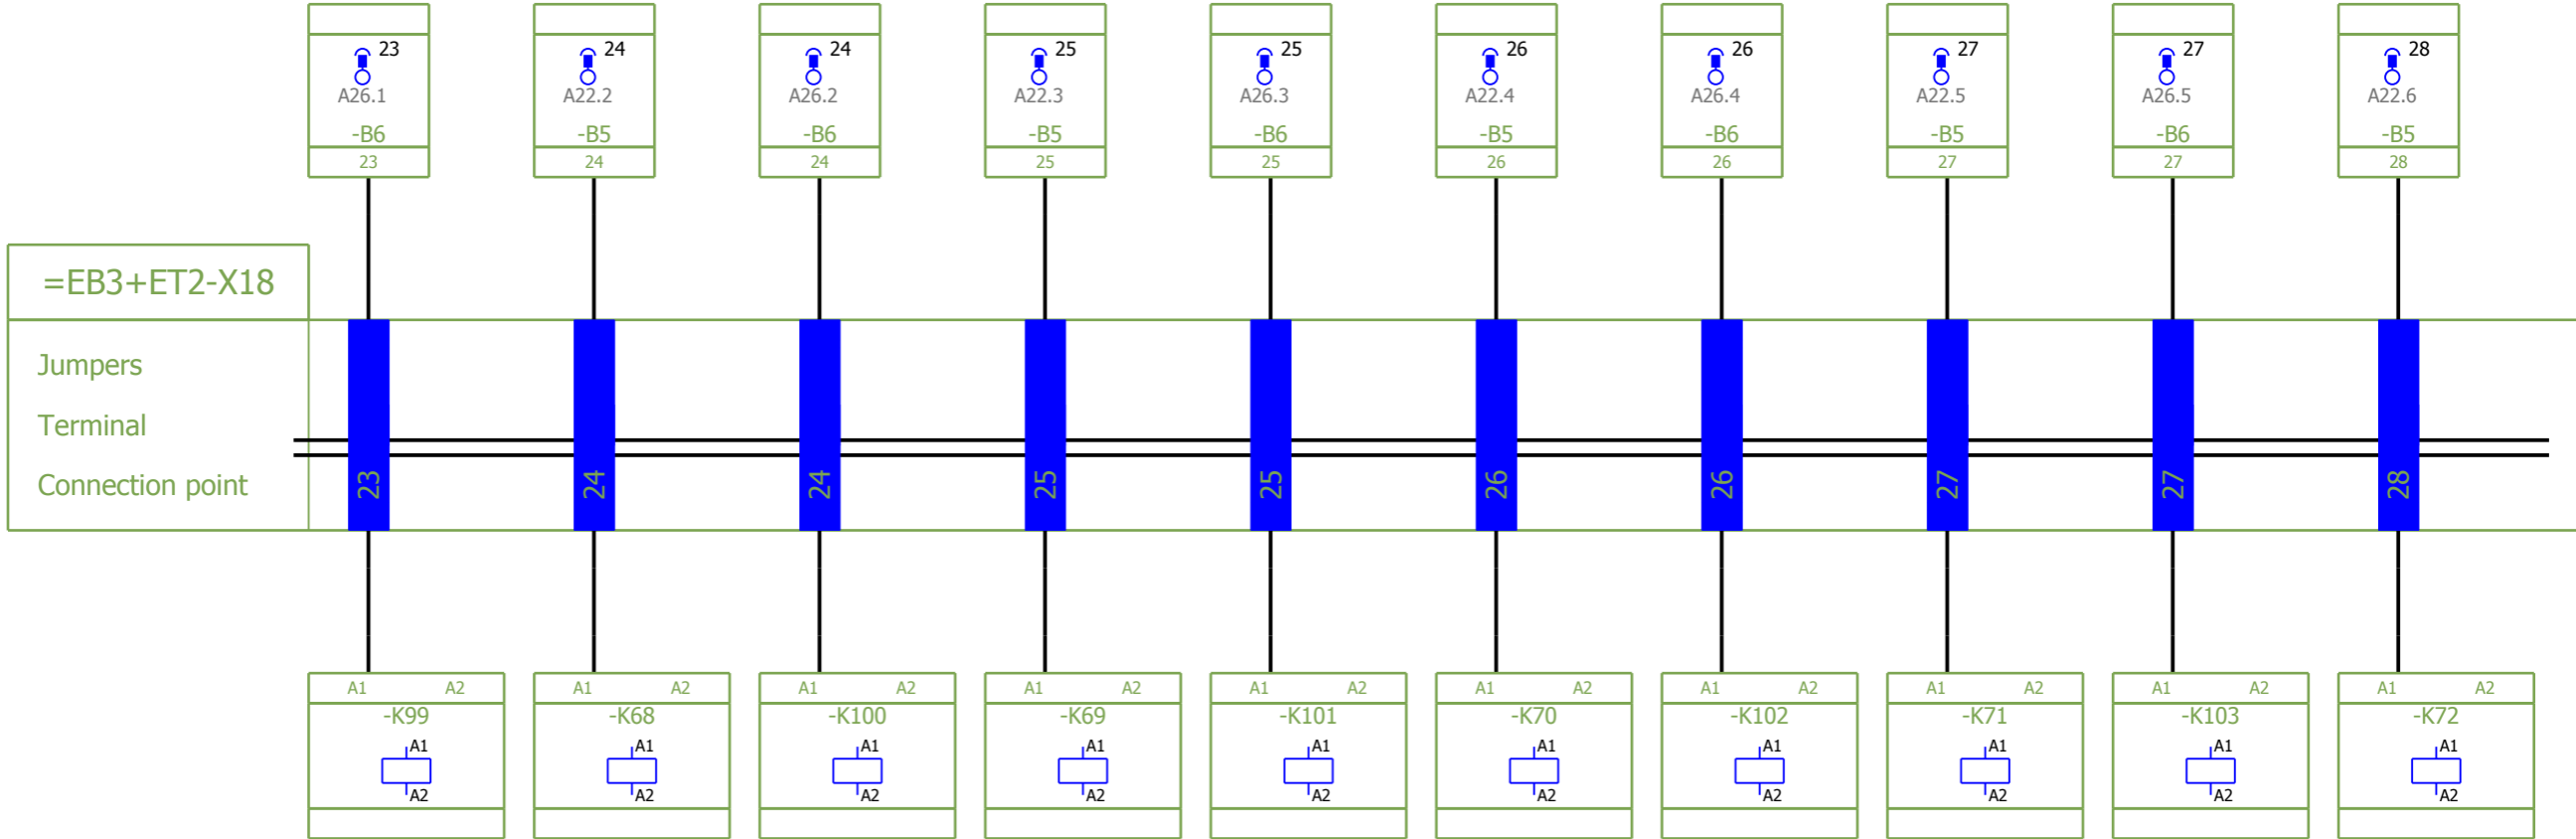 23 24 24 25 25 26 26 27 27 28
A26.1 A22.2 A26.2 A22.3 A26.3 A22.4 A26.4 A22.5 A26.5 A22.6
-B6 -B5 -B6 -B5 -B6 -B5 -B6 -B5 -B6 -B5
23 24 24 25 25 26 26 27 27 28
=EB3+ET2-X18
Jumpers
Terminal
Connection point 23 24 24 25 25 26 26 27 27 28
A1 A2 A1 A2 A1 A2 A1 A2 A1 A2 A1 A2 A1 A2 A1 A2 A1 A2 A1 A2
-K99 -K68 -K100 -K69 -K101 -K70 -K102 -K71 -K103 -K72
A1 A1 A1 A1 A1 A1 A1 A1 A1 A1
A2 A2 A2 A2 A2 A2 A2 A2 A2 A2